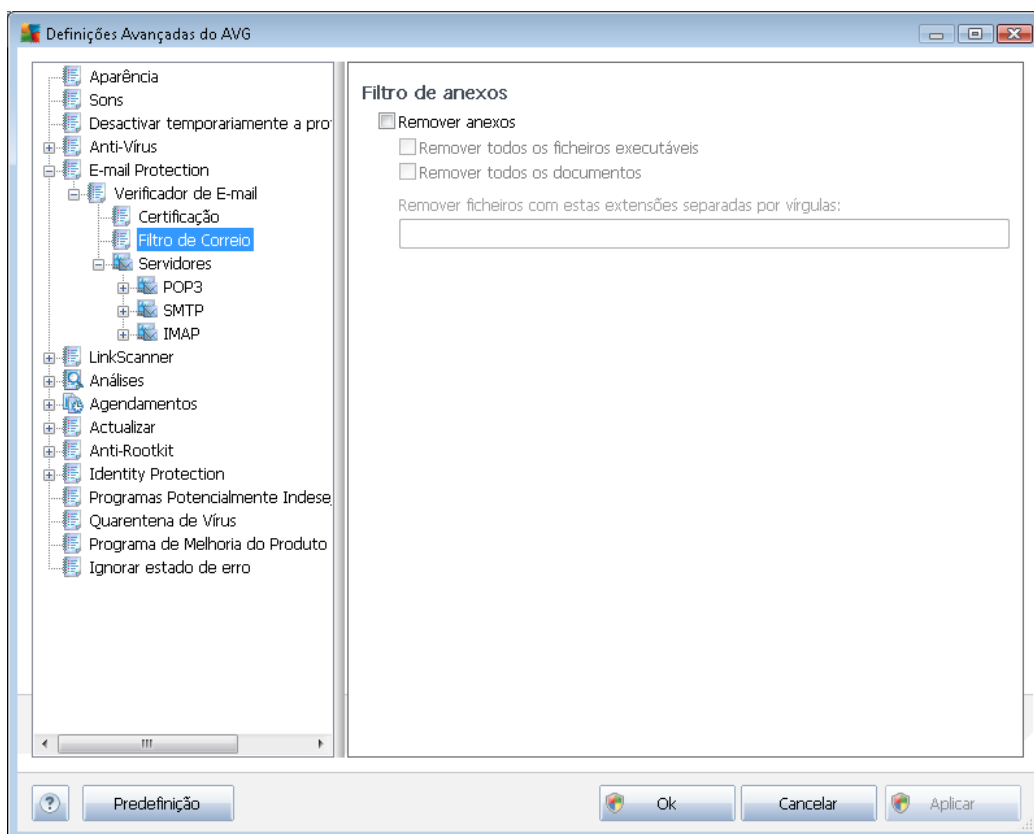 Definições Avançadas do AVG
Aparência
Sons
Desactivar temporariamente a pro
Anti-Vírus
E-mail Protection
Verificador de E-mail
Certificação
Filtro de Correio
Servidores
POP3
SMTP
IMAP
LinkScanner
Análises
Agendamentos
Actualizar
Anti-Rootkit
Identity Protection
Programas Potencialmente Indese
Quarentena de Vírus
Programa de Melhoria do Produto
Ignorar estado de erro
Filtro de anexos
Remover anexos
Remover todos os ficheiros executáveis
Remover todos os documentos
Remover ficheiros com estas extensões separadas por vírgulas:
Predefinição
Ok
Cancelar
Aplicar